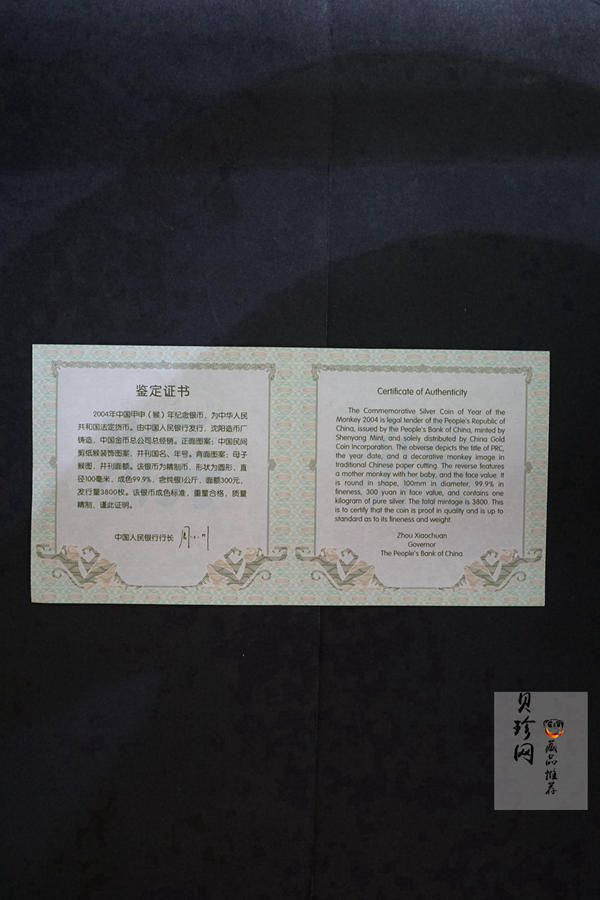 鉴定证书
2004年中国甲申（猴）年纪念银币，为中华人民
共和国法定货币。由中国人民银行发行，沈阳造币厂
铸造，中国金币总公司总经销。正面图案：中国民间
剪纸猴装饰图案，并刊国名、年号。背面图案：母子
猴图，并刊面额。该银币为精制币，形状为圆形，直
径100毫米，成色99.9%，含纯银1公斤，面额300元，
发行量3800枚。该银币成色标准，重量合格，质量
精制，谨此证明。
中国人民银行行长
Certificate of Authenticity
The Commemorative Silver Coin of Year of the
Monkey 2004 is legal tender of the People's Republic of
China, issued by the People's Bank of China, minted by
Shenyang Mint, and solely distributed by China Gold
Coin Incorporation. The obverse depicts the title of PRC,
the year date, and a decorative monkey image in
traditional Chinese paper cutting. The reverse features
a mother monkey with her baby, and the face value. It
is round in shape, 100mm in diameter, 99.9% in
fineness, 300 yuan in face value, and contains one
kilogram of pure silver. The total mintage is 3800. This
is to certify that the coin is proof in quality and is up to
standard as to its fineness and weight.
Zhou Xiaochuan
Governor
The People's Bank of China
贝珍网
藏品推荐